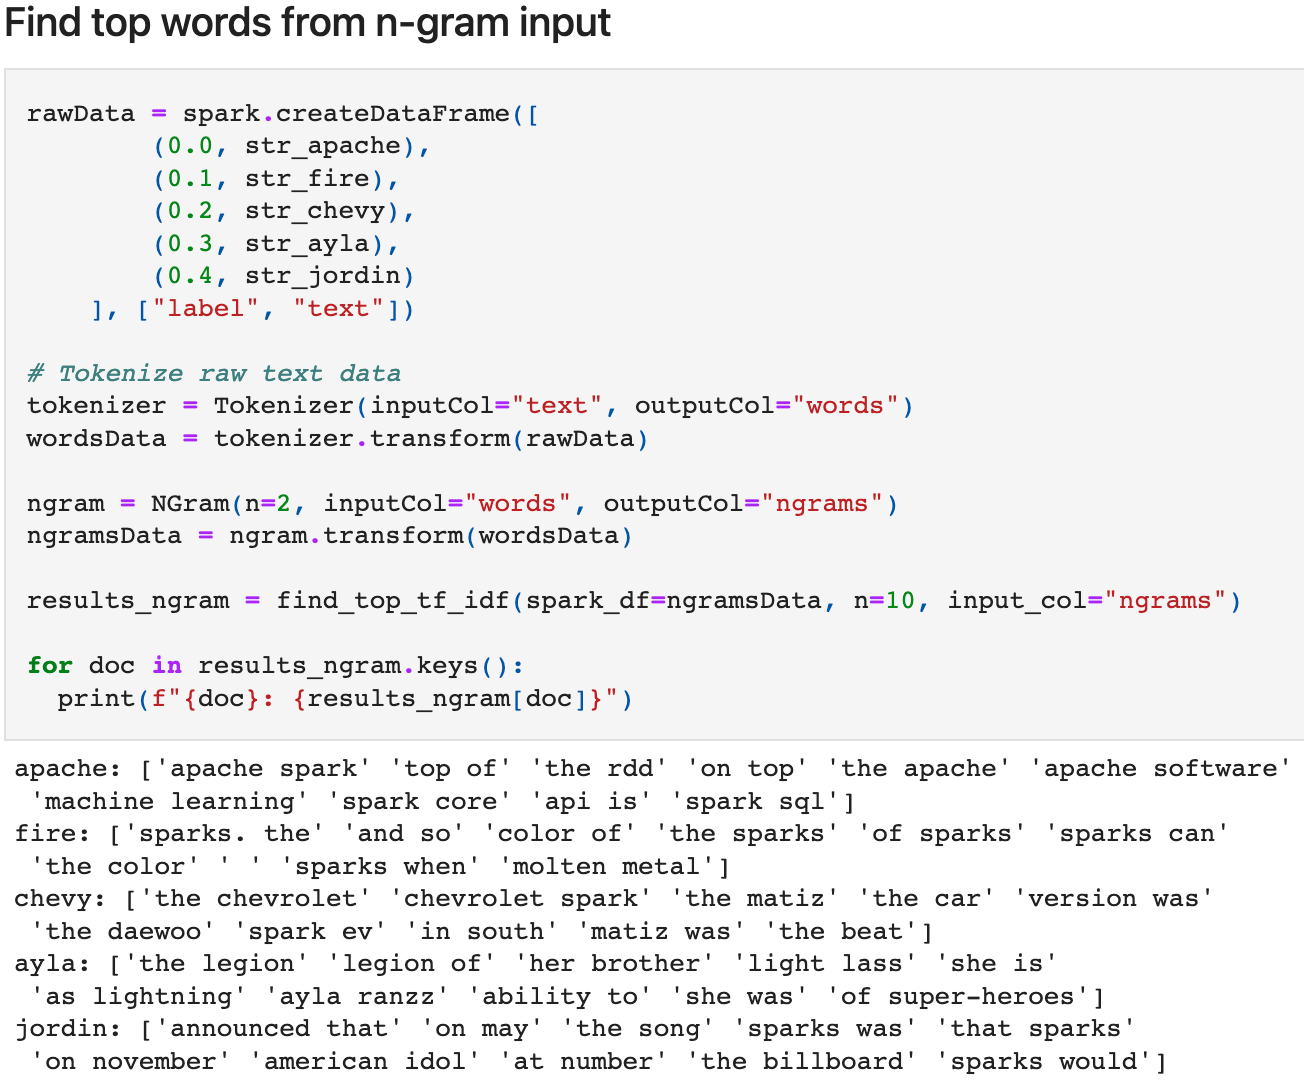 Find top words from n-gram input
rawData = spark.createDataFrame([
        (0.0, str_apache),
        (0.1, str_fire),
        (0.2, str_chevy),
        (0.3, str_ayla),
        (0.4, str_jordin)
    ], ["label", "text"])
# Tokenize raw text data
tokenizer = Tokenizer(inputCol="text", outputCol="words")
wordsData = tokenizer.transform(rawData)
ngram = NGram(n=2, inputCol="words", outputCol="ngrams")
ngramsData = ngram.transform(wordsData)
results_ngram = find_top_tf_idf(spark_df=ngramsData, n=10, input_col="ngrams")
for doc in results_ngram.keys():
  print(f"{doc}: {results_ngram[doc]}")
apache: ['apache spark' 'top of' 'the rdd' 'on top' 'the apache' 'apache software'
 'machine learning' 'spark core' 'api is' 'spark sql']
fire: ['sparks. the' 'and so' 'color of' 'the sparks' 'of sparks' 'sparks can'
 'the color' ' ' 'sparks when' 'molten metal']
chevy: ['the chevrolet' 'chevrolet spark' 'the matiz' 'the car' 'version was'
 'the daewoo' 'spark ev' 'in south' 'matiz was' 'the beat']
ayla: ['the legion' 'legion of' 'her brother' 'light lass' 'she is'
 'as lightning' 'ayla ranzz' 'ability to' 'she was' 'of super-heroes']
jordin: ['announced that' 'on may' 'the song' 'sparks was' 'that sparks'
 'on november' 'american idol' 'at number' 'the billboard' 'sparks would']